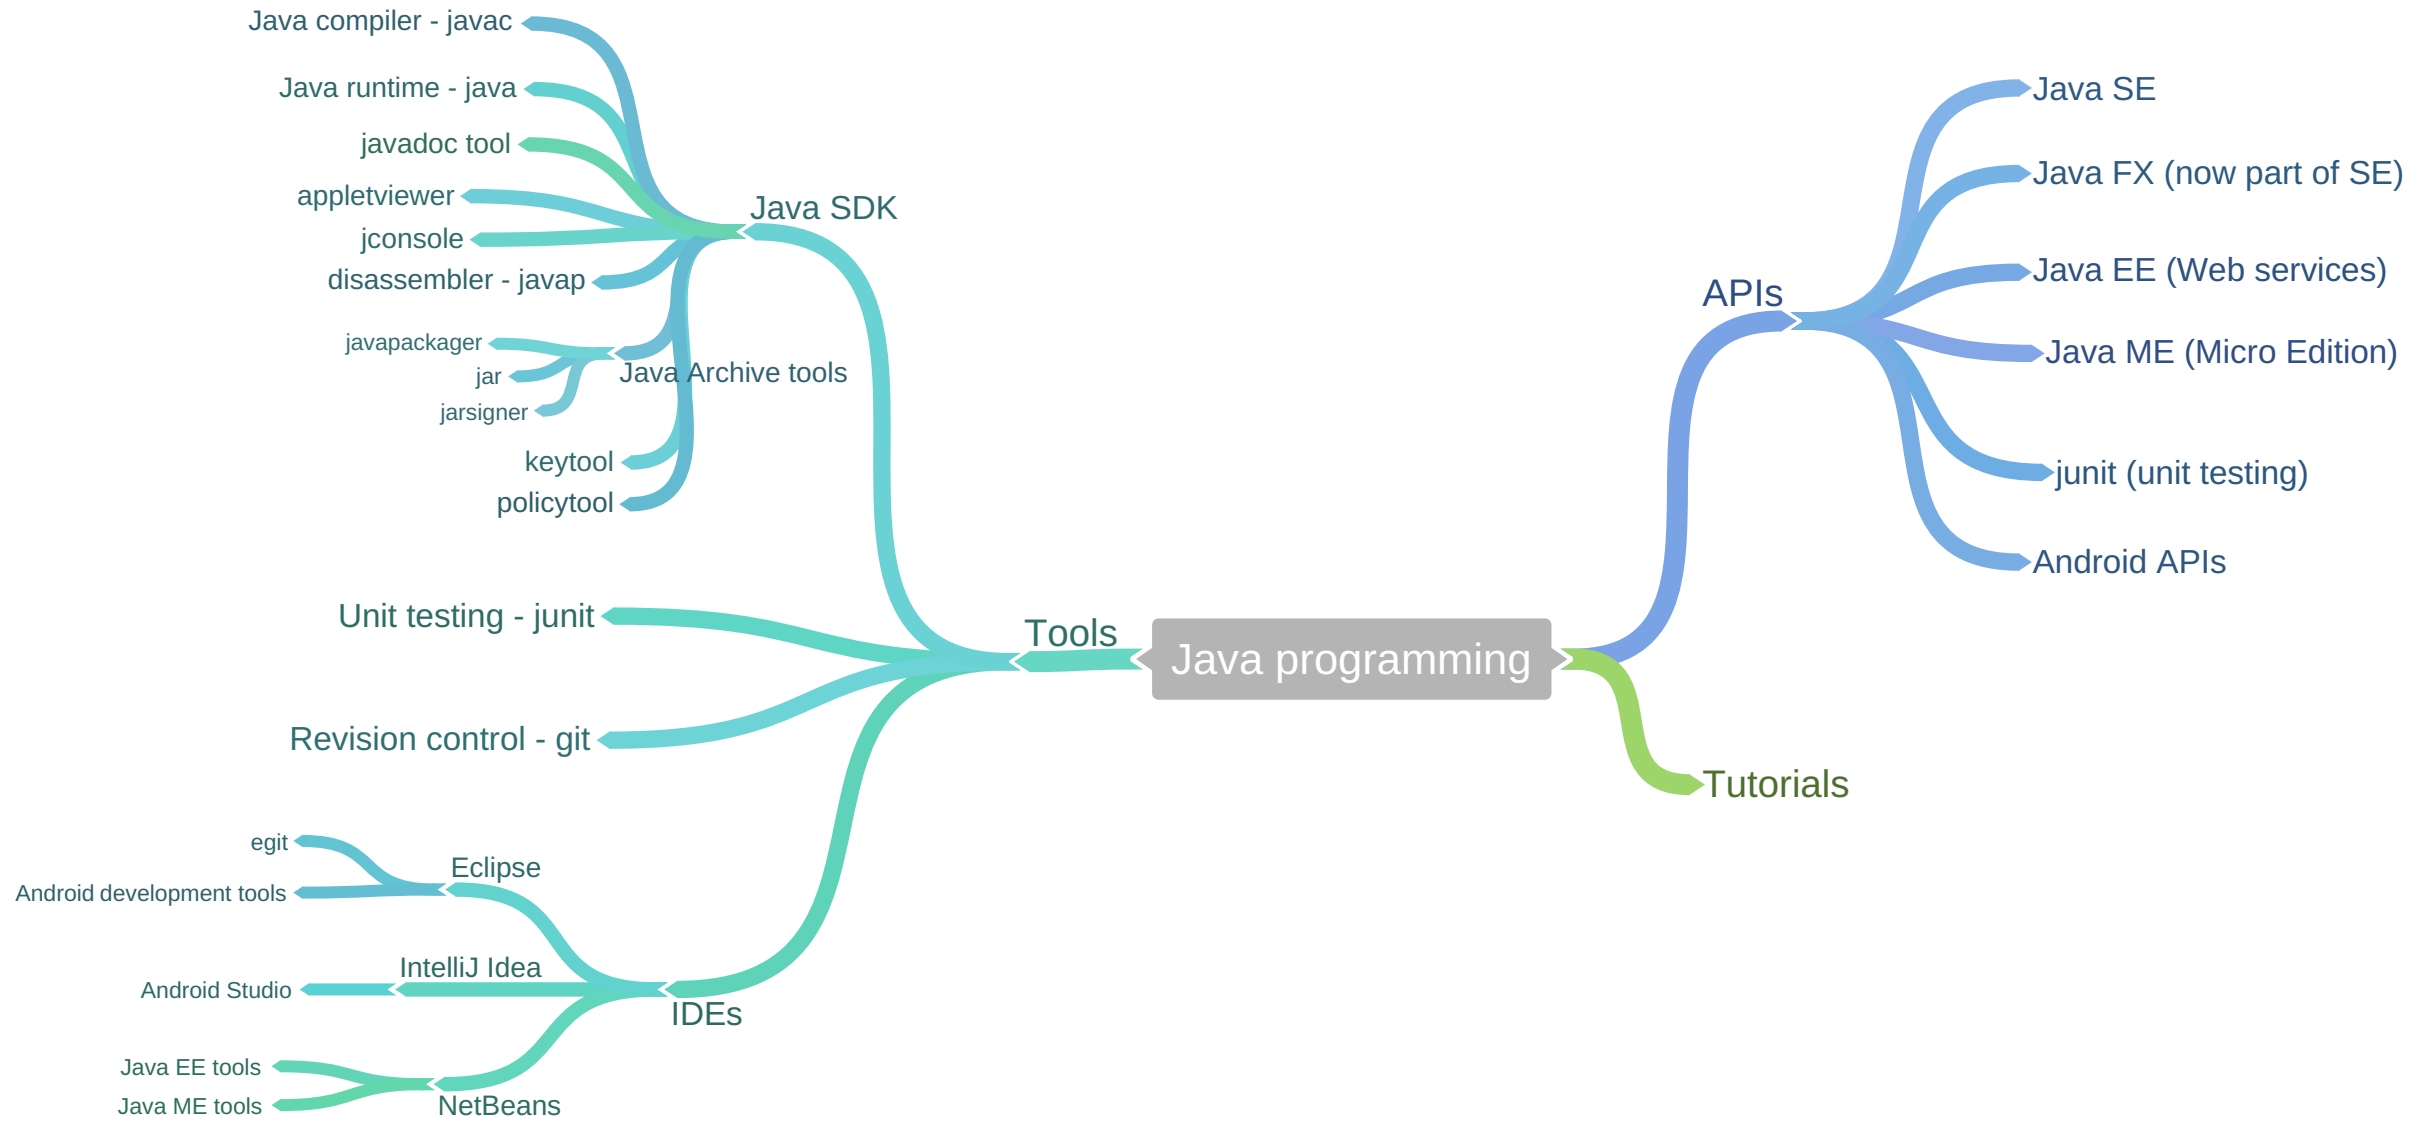 Java compiler - javac
Java runtime - java
javadoc tool
appletviewer
jconsole
disassembler - javap
Java SDK
javapackager
jar
jarsigner
Java Archive tools
keytool
policytool
Unit testing - junit
Tools
Revision control - git
egit
Android development tools
Eclipse
IntelliJ Idea
Android Studio
IDEs
Java EE tools
Java ME tools
NetBeans
Java programming
APIs
Java SE
Java FX (now part of SE)
Java EE (Web services)
Java ME (Micro Edition)
junit (unit testing)
Android APIs
Tutorials